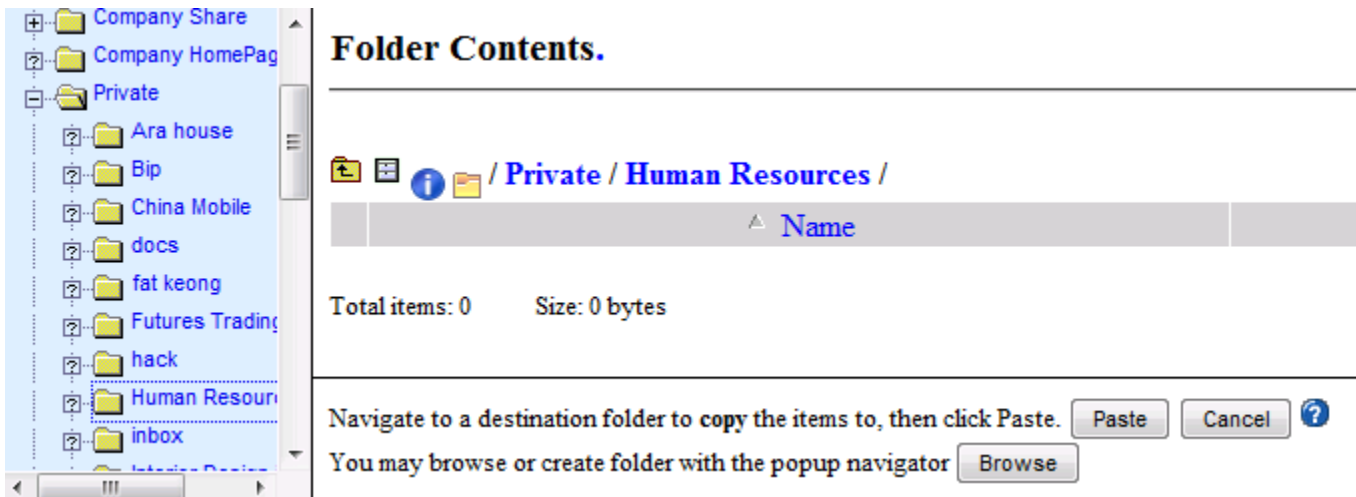 Company Share
Company HomePag
Private
Ara house
Bip
China Mobile
docs
fat keong
Futures Trading
hack
Human Resour
inbox
Folder Contents.
/ Private / Human Resources /
Name
Total items: 0 Size: 0 bytes
Navigate to a destination folder to copy the items to, then click Paste. Paste Cancel
You may browse or create folder with the popup navigator Browse